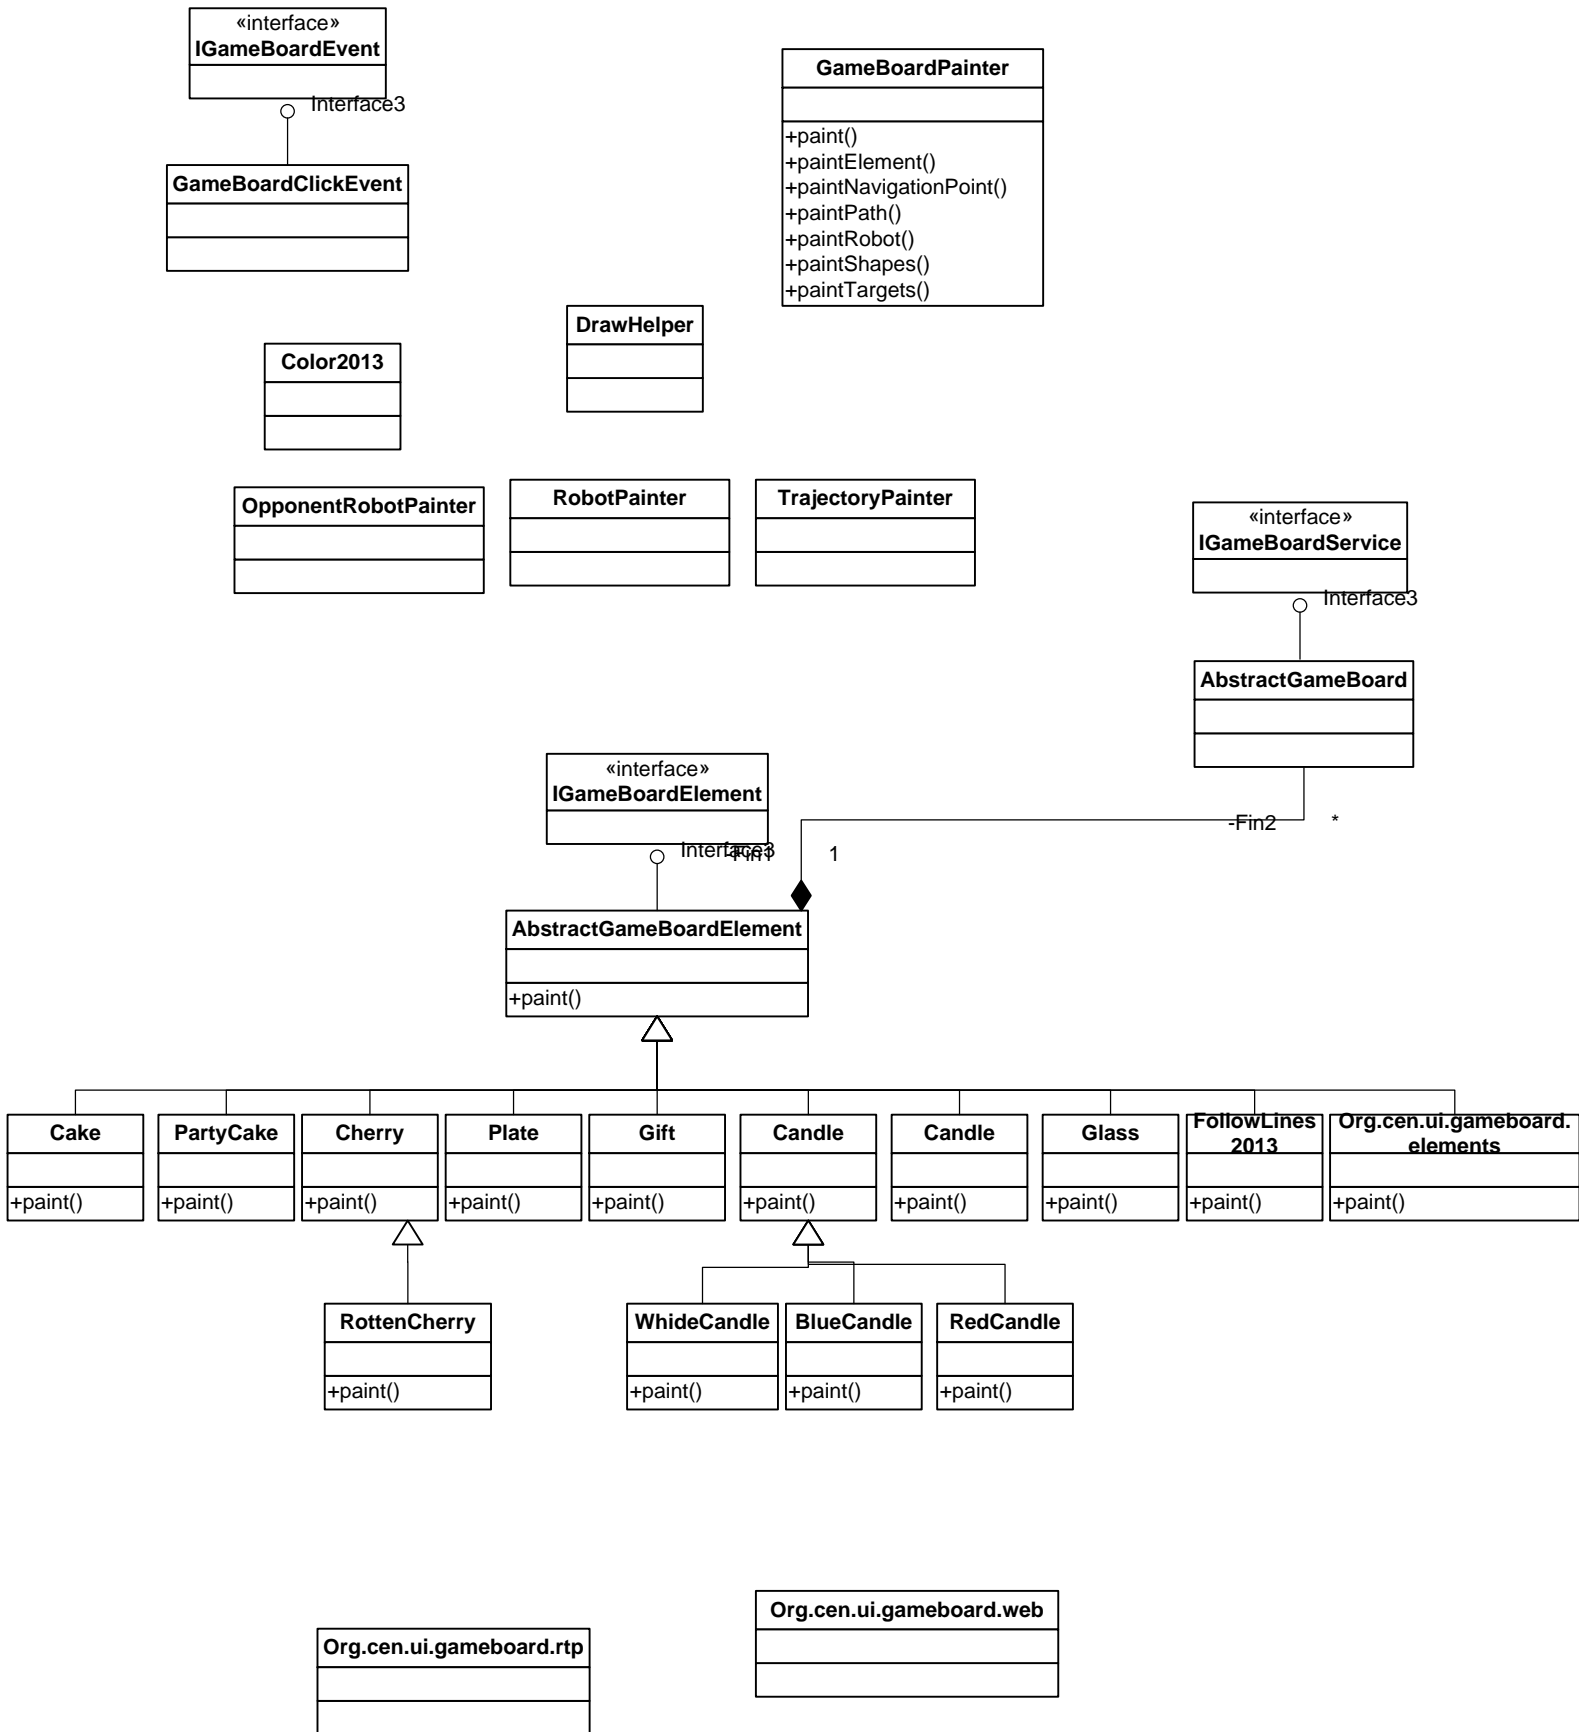 «interface»
IGameBoardEvent
Interface3
GameBoardClickEvent
GameBoardPainter
+paint()
+paintElement()
+paintNavigationPoint()
+paintPath()
+paintRobot()
+paintShapes()
+paintTargets()
DrawHelper
Color2013
OpponentRobotPainter
RobotPainter
TrajectoryPainter
«interface»
IGameBoardService
Interface3
AbstractGameBoard
«interface»
IGameBoardElement
-Fin2
*
Interface3
-Fin1
1
AbstractGameBoardElement
+paint()
Cake
+paint()
PartyCake
+paint()
Cherry
+paint()
Plate
+paint()
Gift
+paint()
Candle
+paint()
Candle
+paint()
Glass
+paint()
FollowLines
2013
+paint()
Org.cen.ui.gameboard.
elements
+paint()
RottenCherry
+paint()
WhideCandle
+paint()
BlueCandle
+paint()
RedCandle
+paint()
Org.cen.ui.gameboard.web
Org.cen.ui.gameboard.rtp